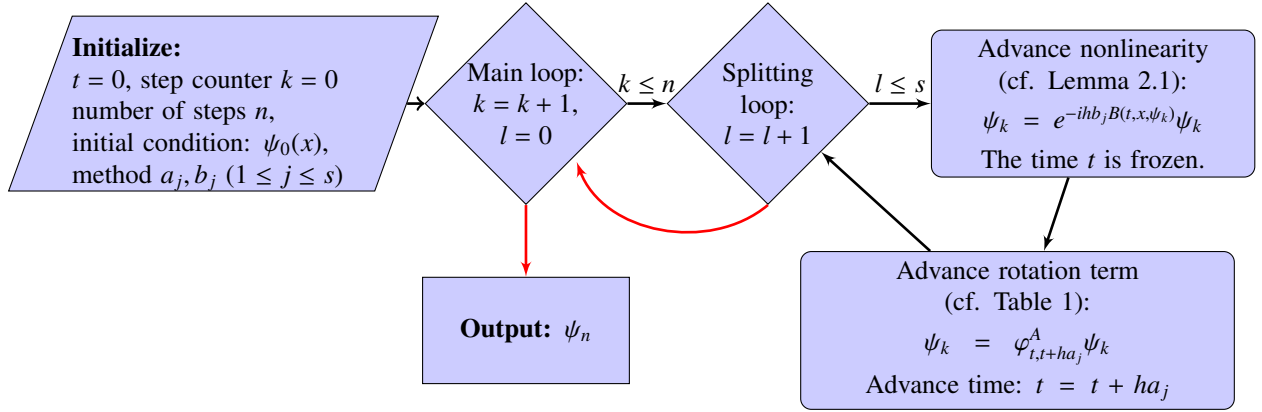 Initialize:
t = 0, step counter k = 0
number of steps n,
initial condition: ψ₀(x),
method aⱼ, bⱼ (1 ≤ j ≤ s)
Main loop:
k = k + 1,
l = 0
k ≤ n
Splitting
loop:
l = l + 1
l ≤ s
Advance nonlinearity
(cf. Lemma 2.1):
ψₖ = e^{−ihbⱼB(t,x,ψₖ)}ψₖ
The time t is frozen.
Advance rotation term
(cf. Table 1):
ψₖ = φ^A_{t,t+haⱼ}ψₖ
Advance time: t = t + haⱼ
Output: ψₙ